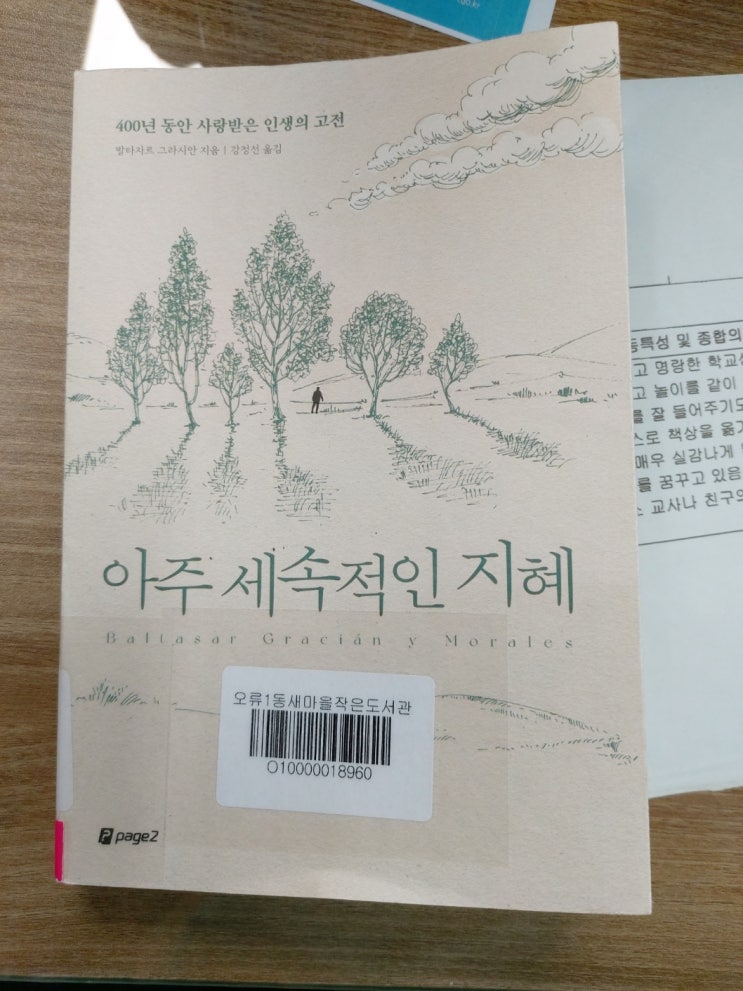 400년 동안 사랑받은 인생의 고전
발타자르 그라시안 지음 | 강정선 옮김
아주 세속적인 지혜
Baltasar Gracián y Morales
오류1동새마을작은도서관
O10000018960
page2
동특성 및 종합의
고 명랑한 학교생
고 놀이를 같이
를 잘 들어주기도
스로 책상을 옮기
매우 실감나게
를 꿈꾸고 있음
교사나 친구의